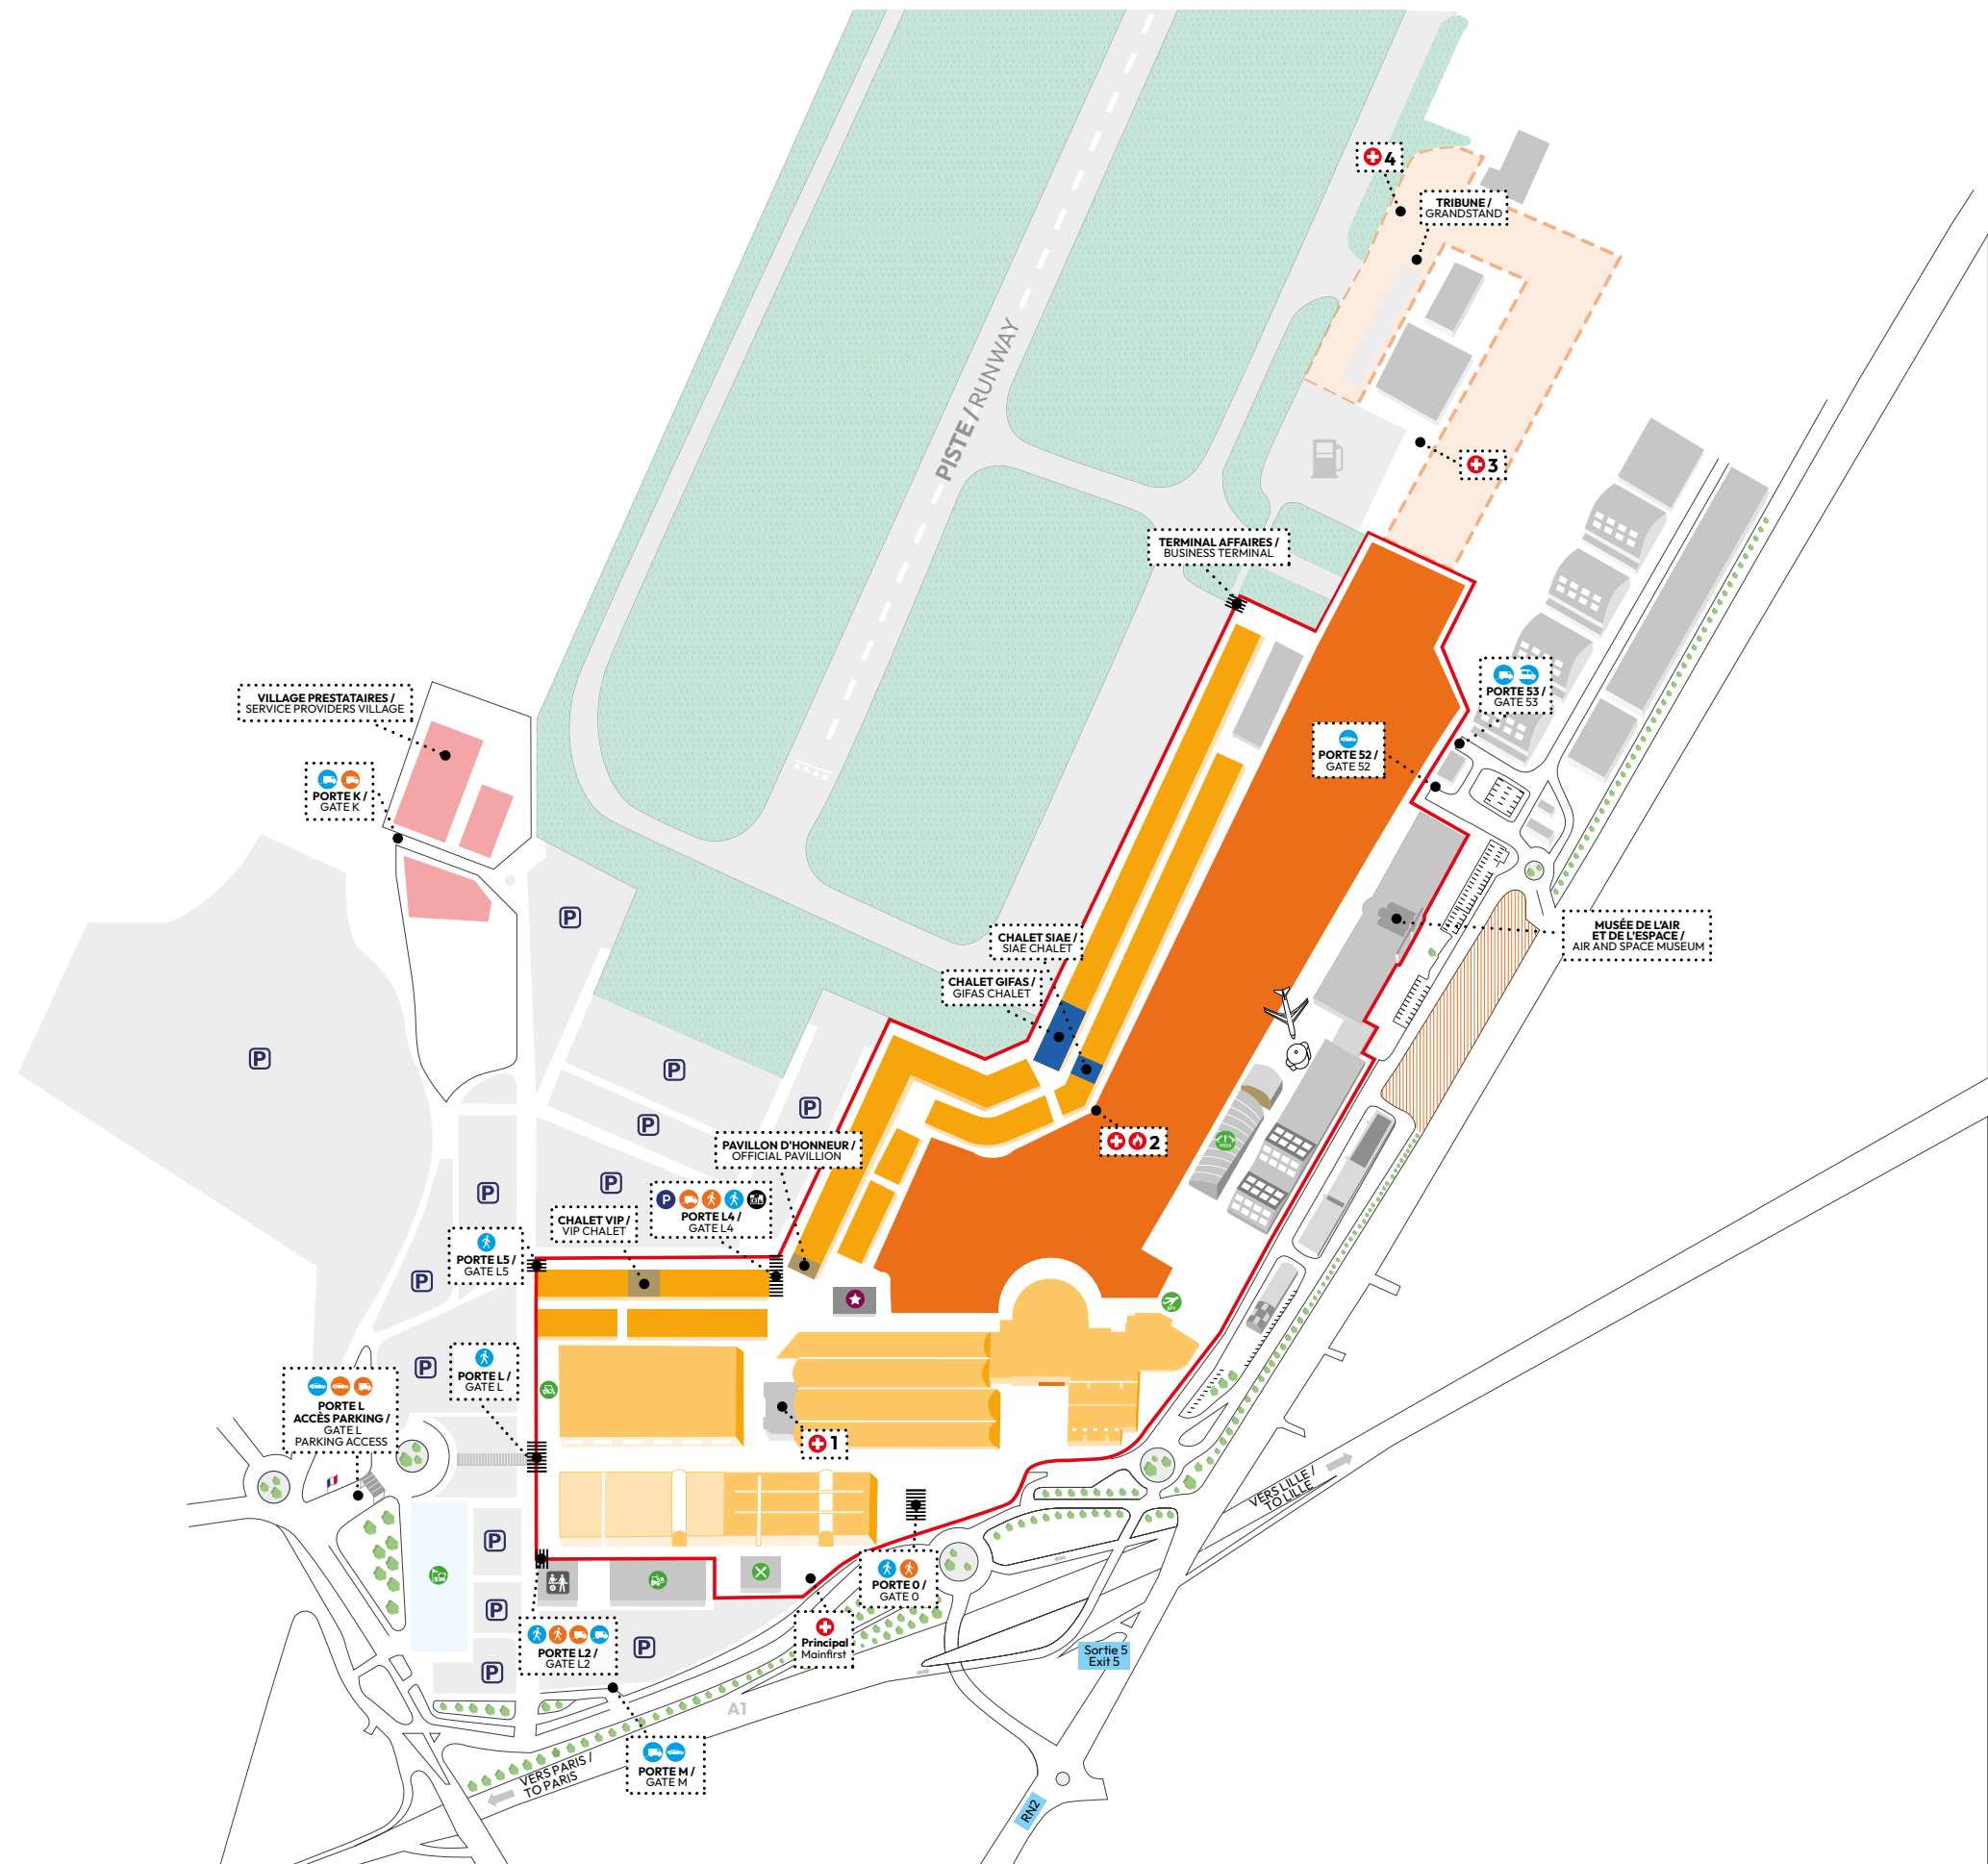 4
TRIBUNE /
GRANDSTAND
PISTE / RUNWAY
3
TERMINAL AFFAIRES /
BUSINESS TERMINAL
VILLAGE PRESTATAIRES /
SERVICE PROVIDERS VILLAGE
PORTE 53 /
GATE 53
PORTE 52 /
GATE 52
PORTE K /
GATE K
P
MUSÉE DE L'AIR
ET DE L'ESPACE /
AIR AND SPACE MUSEUM
CHALET SIAE /
SIAE CHALET
CHALET GIFAS /
GIFAS CHALET
P
P
P
P
2
PAVILLON D'HONNEUR /
OFFICIAL PAVILLION
P
P
P
PORTE L4 /
GATE L4
CHALET VIP /
VIP CHALET
PORTE L5 /
GATE L5
P
P
PORTE L /
GATE L
PORTE L
ACCÈS PARKING /
GATE L
PARKING ACCESS
1
VERS LILLE /
TO LILLE
P
P
PORTE 0 /
GATE 0
PORTE L2 /
GATE L2
P
P
Principal
Mainfirst
Sortie 5
Exit 5
A1
VERS PARIS /
TO PARIS
PORTE M /
GATE M
RN2